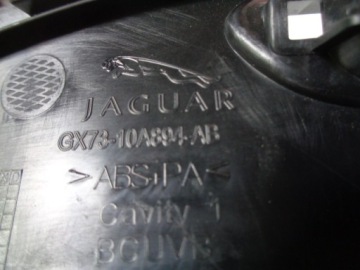 JAGUAR
GX73-10A894-AB
>ABS+PA<
Cavity 1